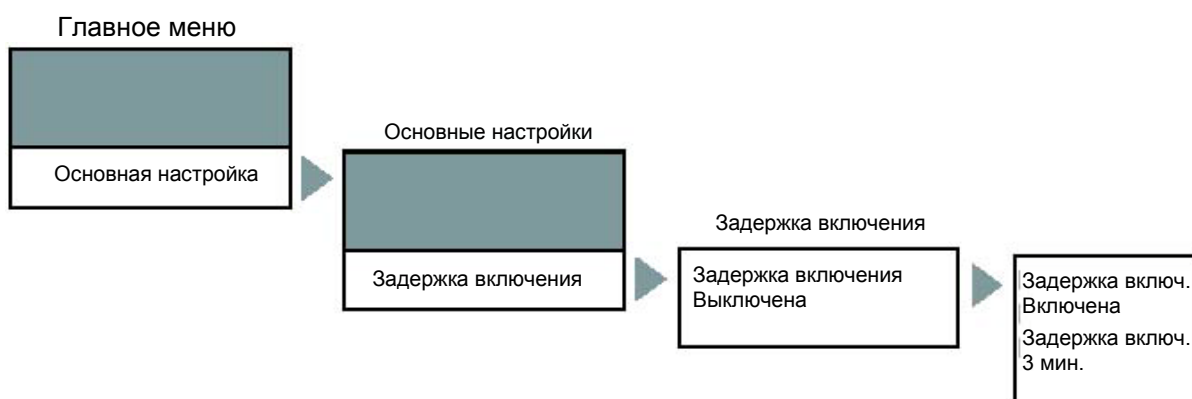 Главное меню
Основная настройка
Основные настройки
Задержка включения
Задержка включения
Задержка включения
Выключена
Задержка включ.
Включена
Задержка включ.
3 мин.